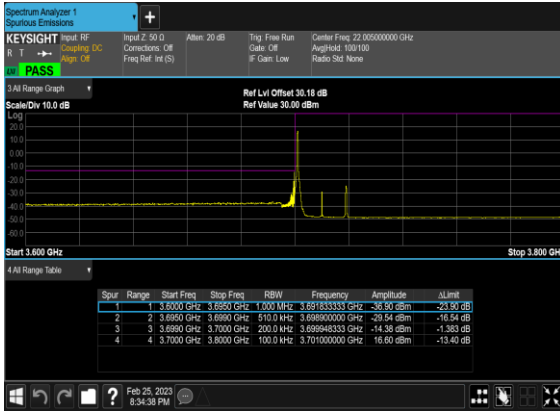 Spectrum Analyzer 1
Spurious Emissions
+
KEYSIGHT Input: RF Input Z: 50 Ω Atten: 20 dB Trig: Free Run Center Freq: 22.005000000 GHz
R T Coupling: DC Corrections: Off Gate: Off Avg|Hold: 100/100
Align: Off Freq Ref: Int (S) IF Gain: Low Radio Std: None
PASS
3 All Range Graph
Ref Lvl Offset 30.18 dB
Scale/Div 10.0 dB Ref Value 30.00 dBm
Log
20.0
10.0
0.00
-10.0
-20.0
-30.0
-40.0
-50.0
-60.0
Start 3.600 GHz Stop 3.800 GH
4 All Range Table
Spur Range Start Freq Stop Freq RBW Frequency Amplitude ΔLimit
1 1 3.6000 GHz 3.6950 GHz 1.000 MHz 3.691833333 GHz -36.90 dBm -23.90 dB
2 2 3.6950 GHz 3.6990 GHz 510.0 kHz 3.698900000 GHz -29.54 dBm -16.54 dB
3 3 3.6990 GHz 3.7000 GHz 200.0 kHz 3.699948333 GHz -14.38 dBm -1.383 dB
4 4 3.7000 GHz 3.8000 GHz 100.0 kHz 3.701000000 GHz 16.60 dBm -13.40 dB
? Feb 25, 2023
8:34:38 PM